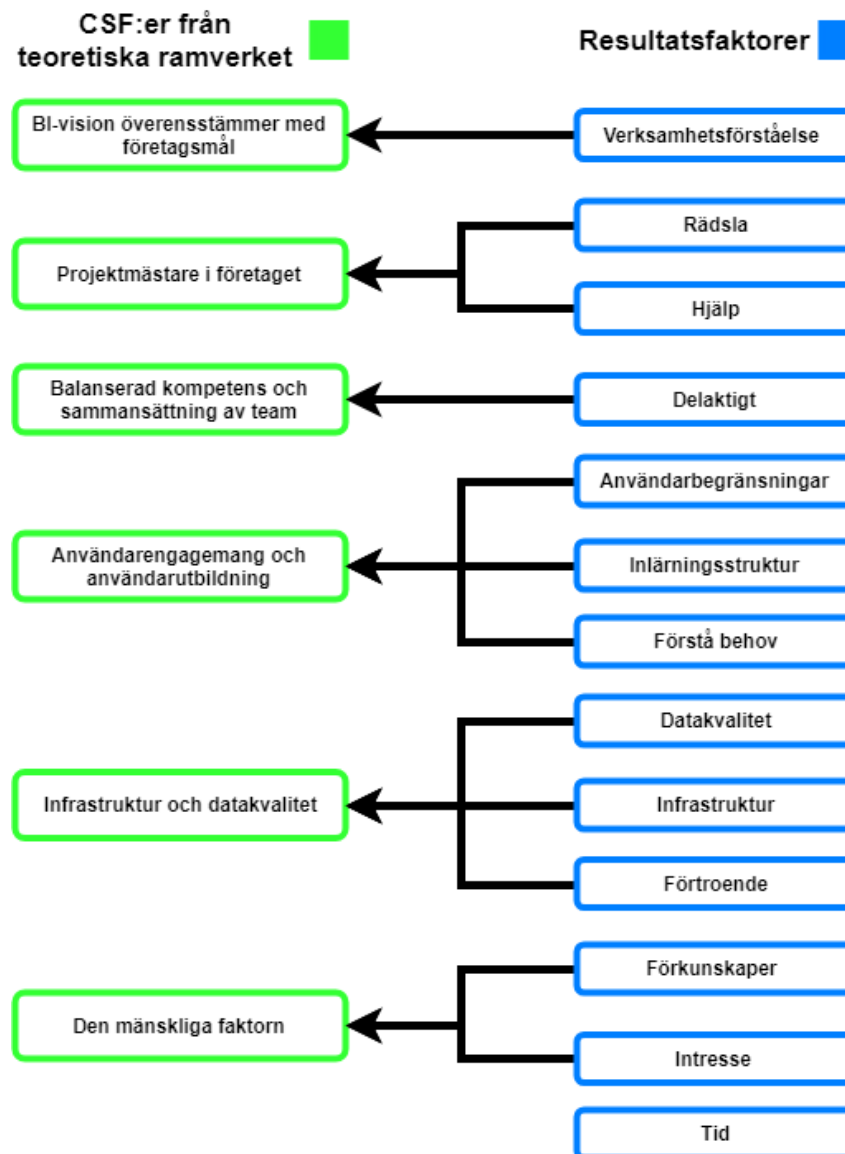 CSF:er från
teoretiska ramverket
Resultatsfaktorer
BI-vision överensstämmer med
företagsmål
Verksamhetsförståelse
Projektmästare i företaget
Rädsla
Hjälp
Balanserad kompetens och
sammansättning av team
Delaktigt
Användarengagemang och
användarutbildning
Användarbegränsningar
Inlärningsstruktur
Förstå behov
Infrastruktur och datakvalitet
Datakvalitet
Infrastruktur
Förtroende
Den mänskliga faktorn
Förkunskaper
Intresse
Tid